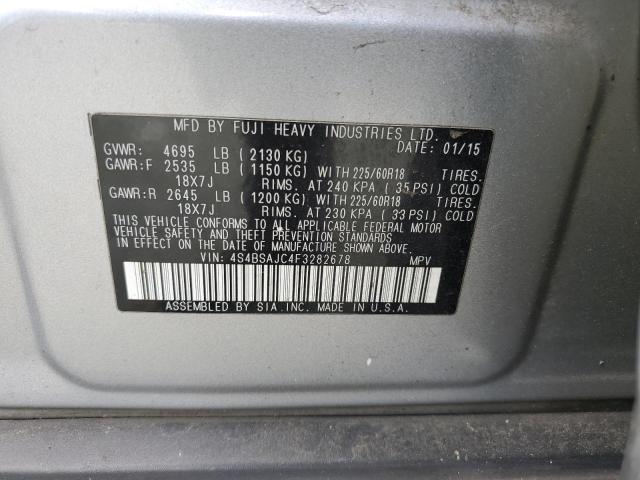 MFD BY FUJI HEAVY INDUSTRIES LTD.
GVWR: 4695 LB ( 2130 KG) DATE: 01/15
GAWR:F 2535 LB ( 1150 KG) WITH 225/60R18 TIRES.
18X7J RIMS. AT 240 KPA ( 35 PSI) COLD
GAWR:R 2645 LB ( 1200 KG) WITH 225/60R18 TIRES.
18X7J RIMS. AT 230 KPA ( 33 PSI) COLD
THIS VEHICLE CONFORMS TO ALL APPLICABLE FEDERAL MOTOR
VEHICLE SAFETY AND THEFT PREVENTION STANDARDS
IN EFFECT ON THE DATE OF MANUFACTURE SHOWN ABOVE.
VIN: 4S4BSAJC4F3282678 MPV
ASSEMBLED BY SIA.INC. MADE IN U.S.A.